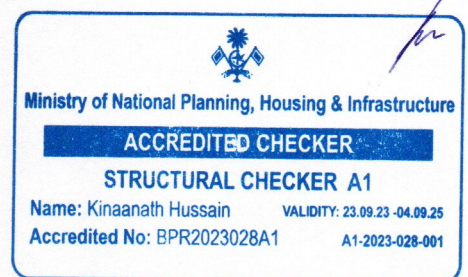 Ministry of National Planning, Housing & Infrastructure
ACCREDITED CHECKER
STRUCTURAL CHECKER A1
Name: Kinaanath Hussain VALIDITY: 23.09.23 -04.09.25
Accredited No: BPR2023028A1 A1-2023-028-001